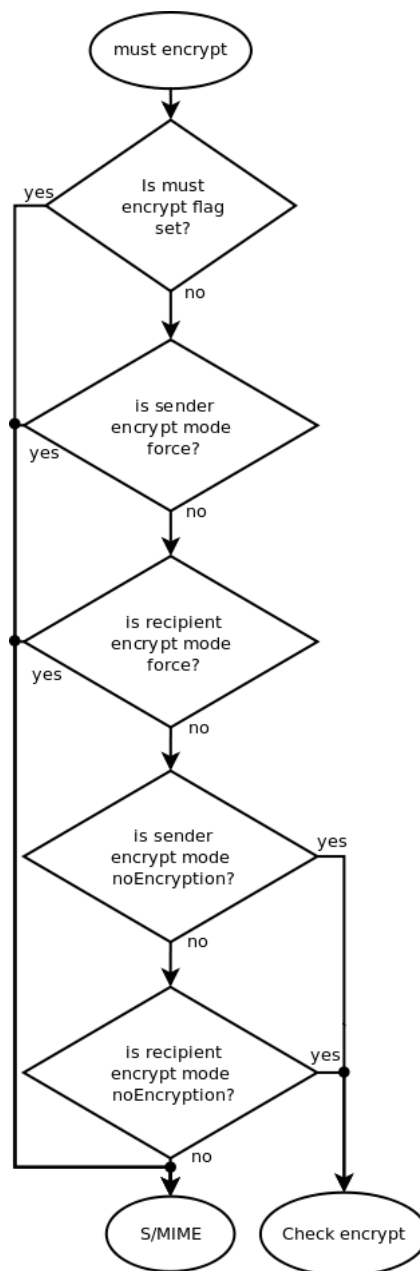 must encrypt
yes
Is must
encrypt flag
set?
no
is sender
encrypt mode
force?
yes
no
is recipient
encrypt mode
force?
yes
no
is sender
encrypt mode
noEncryption?
yes
no
is recipient
encrypt mode
noEncryption?
yes
no
S/MIME
Check encrypt